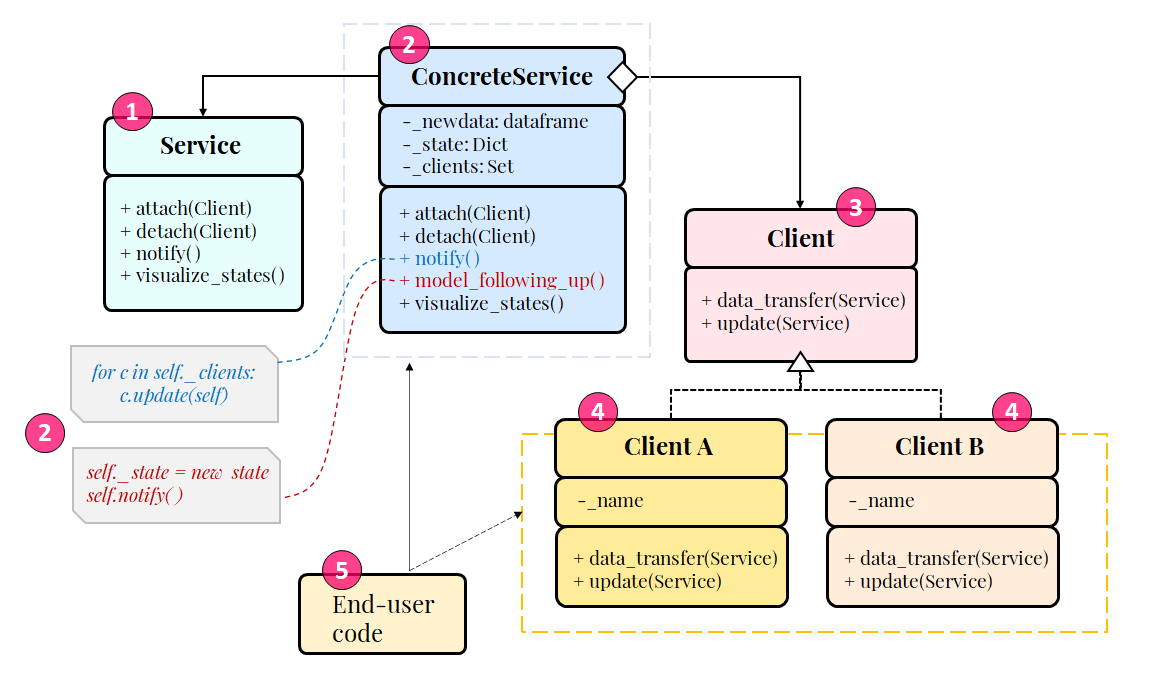 2
ConcreteService
-_newdata: dataframe
-_state: Dict
-_clients: Set
+ attach(Client)
+ detach(Client)
+ notify()
+ model_following_up()
+ visualize_states()
1
Service
+ attach(Client)
+ detach(Client)
+ notify()
+ visualize_states()
3
Client
+ data_transfer(Service)
+ update(Service)
for c in self._clients:
c.update(self)
2
self._state = new state
self.notify()
4
Client A
-_name
+ data_transfer(Service)
+ update(Service)
4
Client B
-_name
+ data_transfer(Service)
+ update(Service)
5
End-user
code